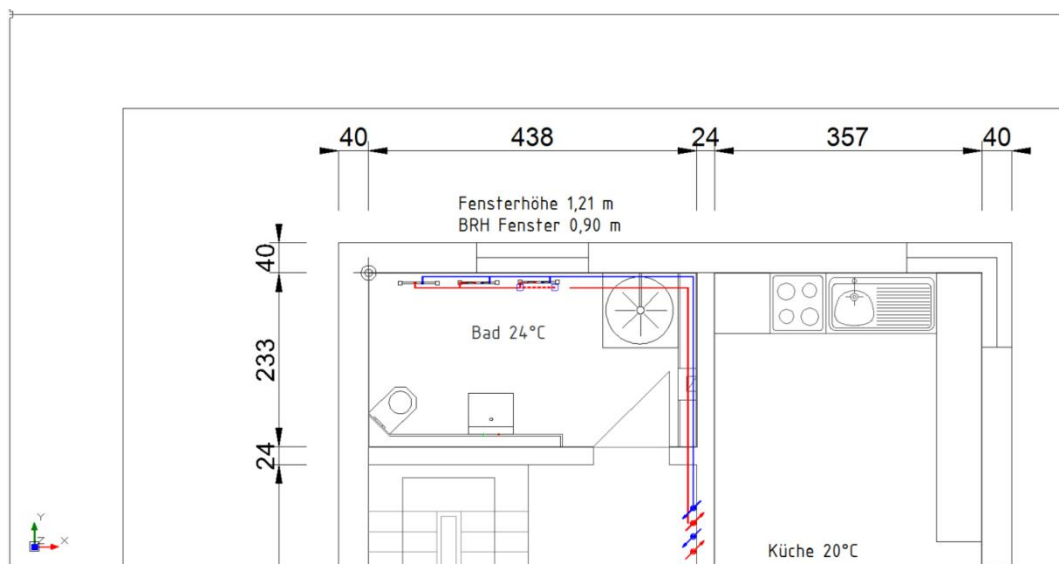 40 438 24 357 40
Fensterhöhe 1,21 m
BRH Fenster 0,90 m
40
Bad 24°C
233
24
Y
Z X
Küche 20°C